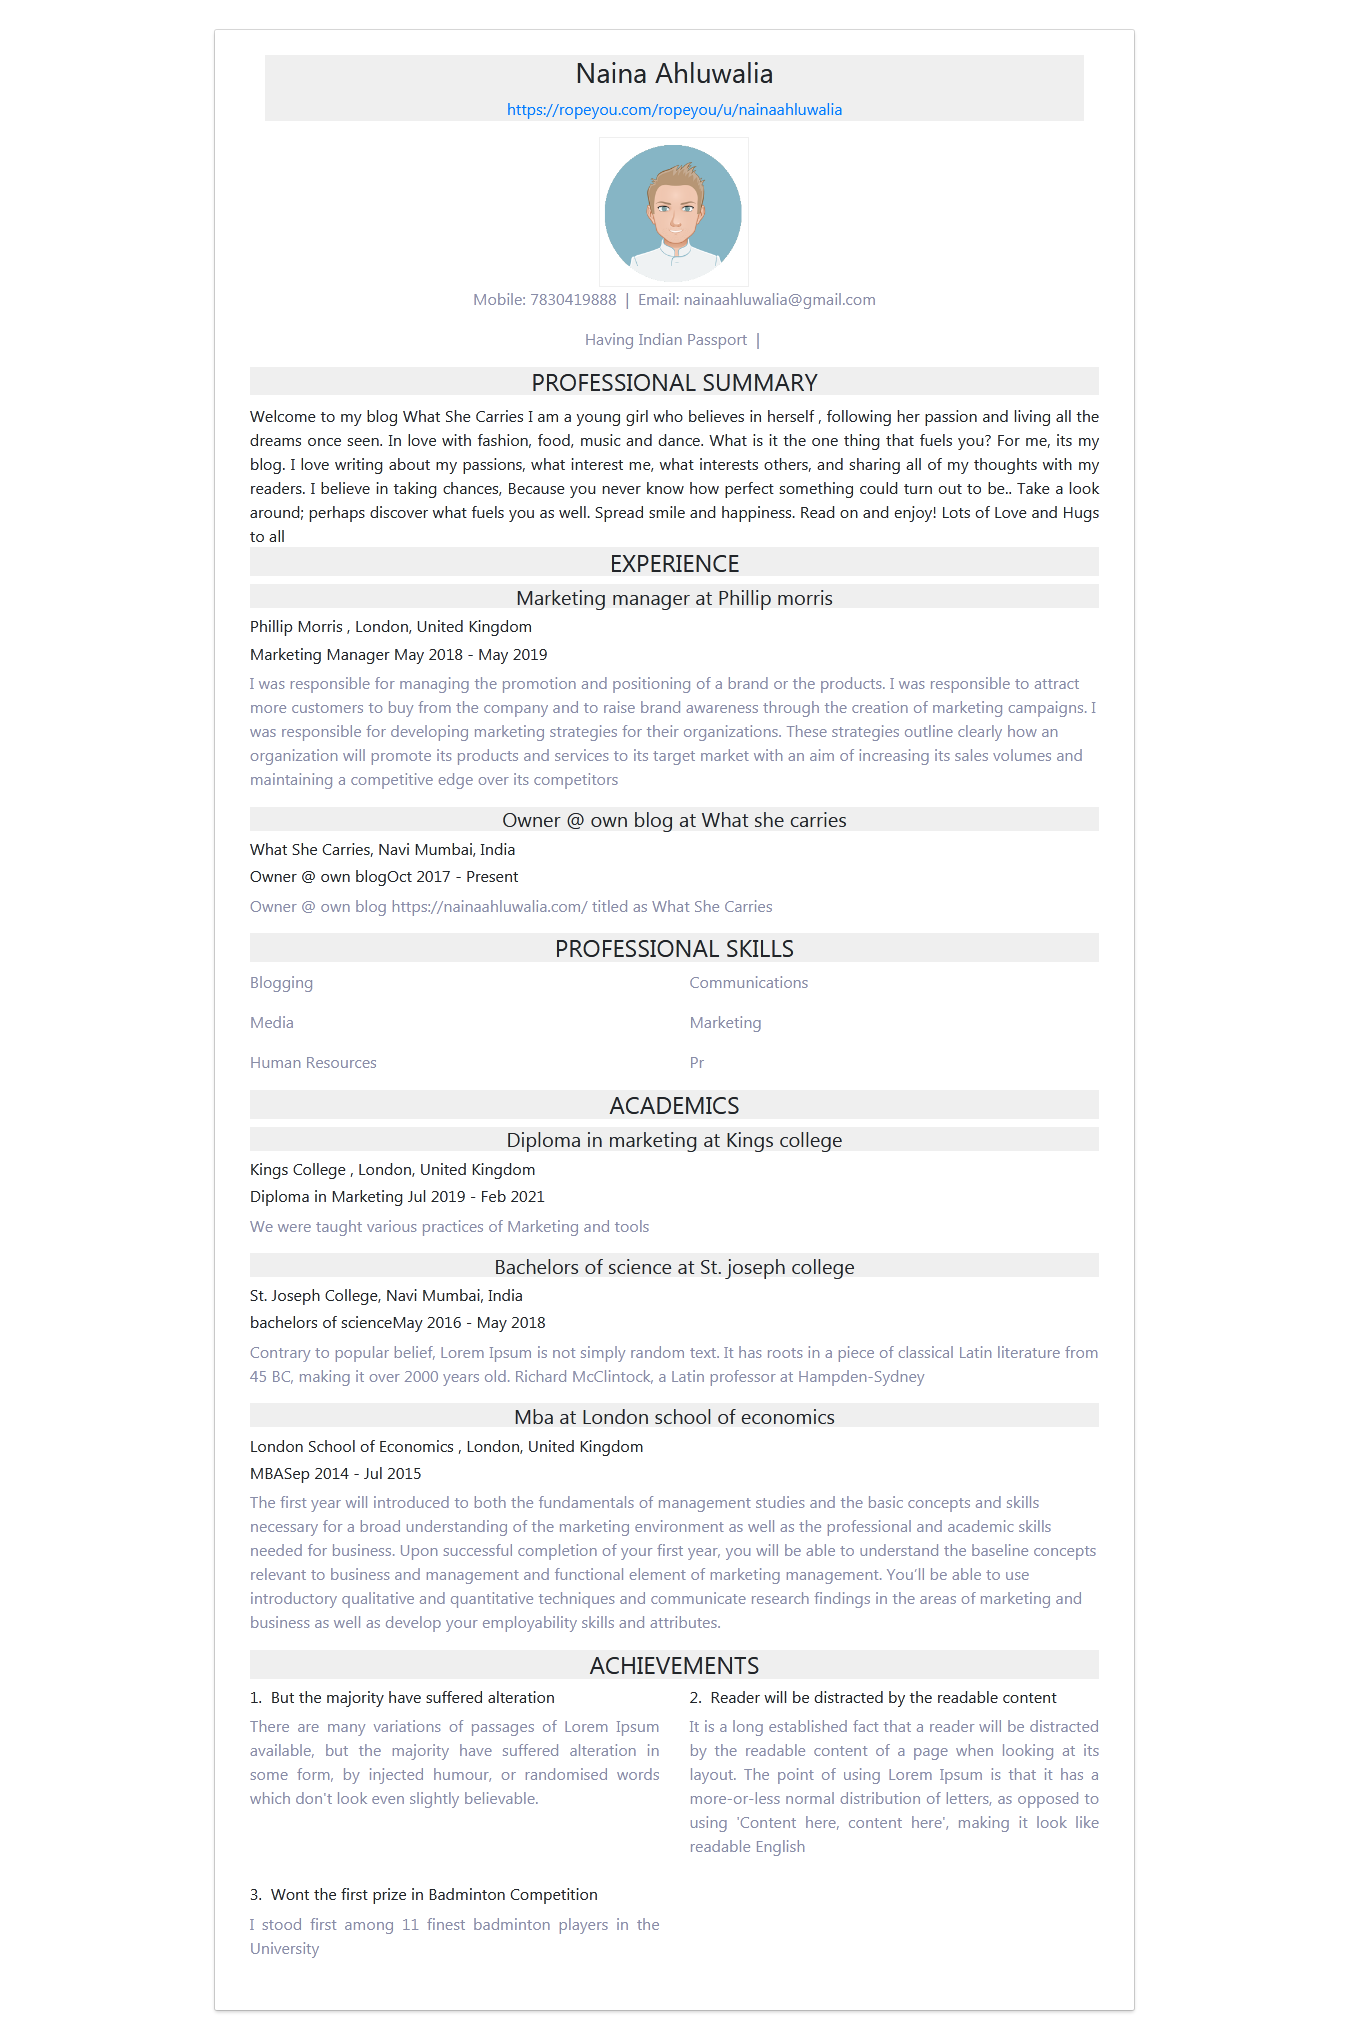 Naina Ahluwalia
https://ropeyou.com/ropeyou/u/nainaahluwalia
Mobile: 7830419888 | Email: nainaahluwalia@gmail.com
Having Indian Passport |
PROFESSIONAL SUMMARY
Welcome to my blog What She Carries I am a young girl who believes in herself , following her passion and living all the
dreams once seen. In love with fashion, food, music and dance. What is it the one thing that fuels you? For me, its my
blog. I love writing about my passions, what interest me, what interests others, and sharing all of my thoughts with my
readers. I believe in taking chances, Because you never know how perfect something could turn out to be.. Take a look
around; perhaps discover what fuels you as well. Spread smile and happiness. Read on and enjoy! Lots of Love and Hugs
to all
EXPERIENCE
Marketing manager at Phillip morris
Phillip Morris , London, United Kingdom
Marketing Manager May 2018 - May 2019
I was responsible for managing the promotion and positioning of a brand or the products. I was responsible to attract
more customers to buy from the company and to raise brand awareness through the creation of marketing campaigns. I
was responsible for developing marketing strategies for their organizations. These strategies outline clearly how an
organization will promote its products and services to its target market with an aim of increasing its sales volumes and
maintaining a competitive edge over its competitors
Owner @ own blog at What she carries
What She Carries, Navi Mumbai, India
Owner @ own blogOct 2017 - Present
Owner @ own blog https://nainaahluwalia.com/ titled as What She Carries
PROFESSIONAL SKILLS
Blogging
Communications
Media
Marketing
Human Resources
Pr
ACADEMICS
Diploma in marketing at Kings college
Kings College , London, United Kingdom
Diploma in Marketing Jul 2019 - Feb 2021
We were taught various practices of Marketing and tools
Bachelors of science at St. joseph college
St. Joseph College, Navi Mumbai, India
bachelors of scienceMay 2016 - May 2018
Contrary to popular belief, Lorem Ipsum is not simply random text. It has roots in a piece of classical Latin literature from
45 BC, making it over 2000 years old. Richard McClintock, a Latin professor at Hampden-Sydney
Mba at London school of economics
London School of Economics , London, United Kingdom
MBASep 2014 - Jul 2015
The first year will introduced to both the fundamentals of management studies and the basic concepts and skills
necessary for a broad understanding of the marketing environment as well as the professional and academic skills
needed for business. Upon successful completion of your first year, you will be able to understand the baseline concepts
relevant to business and management and functional element of marketing management. You'll be able to use
introductory qualitative and quantitative techniques and communicate research findings in the areas of marketing and
business as well as develop your employability skills and attributes.
ACHIEVEMENTS
1. But the majority have suffered alteration
There are many variations of passages of Lorem Ipsum
available, but the majority have suffered alteration in
some form, by injected humour, or randomised words
which don't look even slightly believable.
2. Reader will be distracted by the readable content
It is a long established fact that a reader will be distracted
by the readable content of a page when looking at its
layout. The point of using Lorem Ipsum is that it has a
more-or-less normal distribution of letters, as opposed to
using 'Content here, content here', making it look like
readable English
3. Wont the first prize in Badminton Competition
I stood first among 11 finest badminton players in the
University